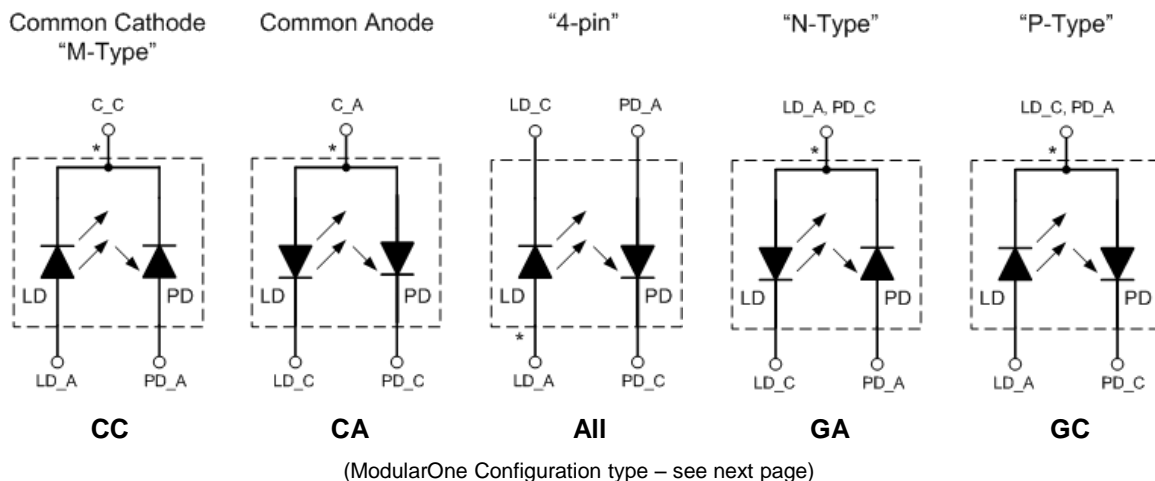 Common Cathode
“M-Type”
Common Anode
“4-pin”
“N-Type”
“P-Type”
C_C
C_A
LD_C
PD_A
LD_A, PD_C
LD_C, PD_A
*
*
*
*
LD
PD
LD
PD
LD
PD
LD
PD
LD
PD
*
LD_A
PD_A
LD_C
PD_C
LD_A
PD_C
LD_C
PD_A
LD_A
PD_C
CC
CA
All
GA
GC
(ModularOne Configuration type – see next page)